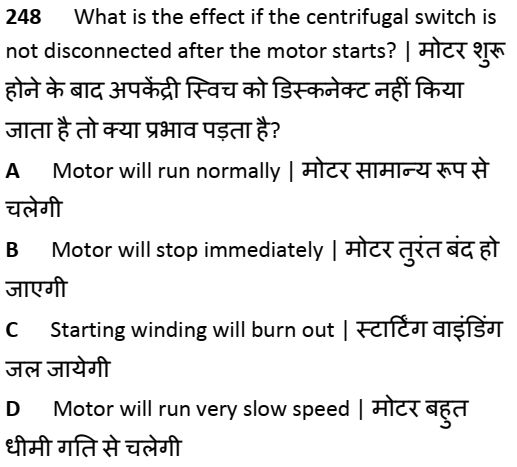 248 What is the effect if the centrifugal switch is
not disconnected after the motor starts? | मोटर शुरू
होने के बाद अपकेंद्री स्विच को डिस्कनेक्ट नहीं किया
जाता है तो क्या प्रभाव पड़ता है?
A Motor will run normally | मोटर सामान्य रूप से
चलेगी
B Motor will stop immediately | मोटर तुरंत बंद हो
जाएगी
C Starting winding will burn out | स्टार्टिंग वाइंडिंग
जल जायेगी
D Motor will run very slow speed | मोटर बहुत
धीमी गति से चलेगी